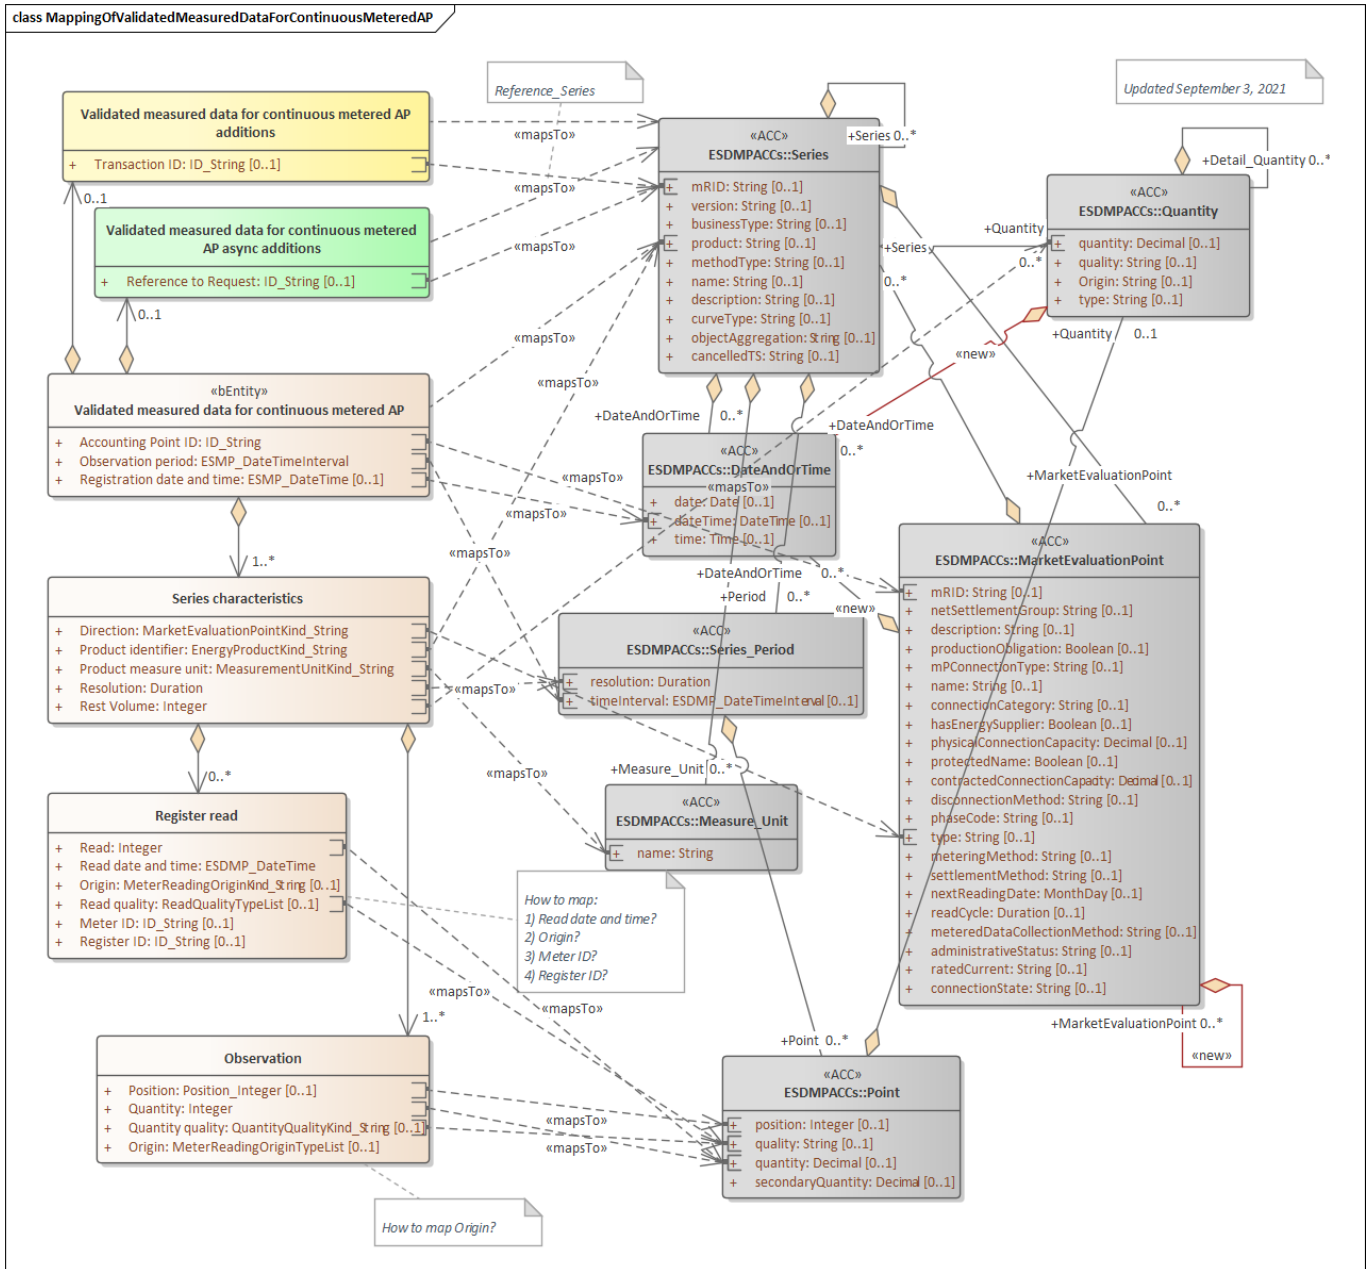 class MappingOfValidatedMeasuredDataForContinuousMeteredAP
Reference_Series
Updated September 3, 2021
Validated measured data for continuous metered AP
additions
+ Transaction ID: ID_String [0..1]
0..1
Validated measured data for continuous metered
AP async additions
+ Reference to Request: ID_String [0..1]
0..1
«bEntity»
Validated measured data for continuous metered AP
+ Accounting Point ID: ID_String
+ Observation period: ESMP_DateTimeInterval
+ Registration date and time: ESMP_DateTime [0..1]
1..*
Series characteristics
+ Direction: MarketEvaluationPointKind_String
+ Product identifier: EnergyProductKind_String
+ Product measure unit: MeasurementUnitKind_String
+ Resolution: Duration
+ Rest Volume: Integer
0..*
Register read
+ Read: Integer
+ Read date and time: ESDMP_DateTime
+ Origin: MeterReadingOriginKind_String [0..1]
+ Read quality: ReadQualityTypeList [0..1]
+ Meter ID: ID_String [0..1]
+ Register ID: ID_String [0..1]
1..*
Observation
+ Position: Position_Integer [0..1]
+ Quantity: Integer
+ Quantity quality: QuantityQualityKind_String [0..1]
+ Origin: MeterReadingOriginTypeList [0..1]
How to map Origin?
How to map:
1) Read date and time?
2) Origin?
3) Meter ID?
4) Register ID?
«mapsTo»
«mapsTo»
«mapsTo»
«mapsTo»
«mapsTo»
«mapsTo»
«mapsTo»
«mapsTo»
«mapsTo»
«mapsTo»
«mapsTo»
«mapsTo»
«mapsTo»
«mapsTo»
«ACC»
ESDMPACCs::Series
+ mRID: String [0..1]
+ version: String [0..1]
+ businessType: String [0..1]
+ product: String [0..1]
+ methodType: String [0..1]
+ name: String [0..1]
+ description: String [0..1]
+ curveType: String [0..1]
+ objectAggregation: String [0..1]
+ cancelledTS: String [0..1]
+Series 0..*
+Series
0..*
«ACC»
ESDMPACCs::Quantity
+ quantity: Decimal [0..1]
+ quality: String [0..1]
+ Origin: String [0..1]
+ type: String [0..1]
+Detail_Quantity 0..*
+Quantity
0..*
+Quantity 0..1
«new»
+DateAndOrTime 0..*
+DateAndOrTime
0..*
«ACC»
ESDMPACCs::DateAndOrTime
+ date: Date [0..1]
+ dateTime: DateTime [0..1]
+ time: Time [0..1]
+DateAndOrTime 0..*
+Period 0..*
«new»
«ACC»
ESDMPACCs::Series_Period
+ resolution: Duration
+ timeInterval: ESDMP_DateTimeInterval [0..1]
+Measure_Unit 0..*
«ACC»
ESDMPACCs::Measure_Unit
+ name: String
+MarketEvaluationPoint
0..*
«ACC»
ESDMPACCs::MarketEvaluationPoint
+ mRID: String [0..1]
+ netSettlementGroup: String [0..1]
+ description: String [0..1]
+ productionObligation: Boolean [0..1]
+ mPConnectionType: String [0..1]
+ name: String [0..1]
+ connectionCategory: String [0..1]
+ hasEnergySupplier: Boolean [0..1]
+ physicalConnectionCapacity: Decimal [0..1]
+ protectedName: Boolean [0..1]
+ contractedConnectionCapacity: Decimal [0..1]
+ disconnectionMethod: String [0..1]
+ phaseCode: String [0..1]
+ type: String [0..1]
+ meteringMethod: String [0..1]
+ settlementMethod: String [0..1]
+ nextReadingDate: MonthDay [0..1]
+ readCycle: Duration [0..1]
+ meteredDataCollectionMethod: String [0..1]
+ administrativeStatus: String [0..1]
+ ratedCurrent: String [0..1]
+ connectionState: String [0..1]
+MarketEvaluationPoint 0..*
«new»
+Point 0..*
«ACC»
ESDMPACCs::Point
+ position: Integer [0..1]
+ quality: String [0..1]
+ quantity: Decimal [0..1]
+ secondaryQuantity: Decimal [0..1]